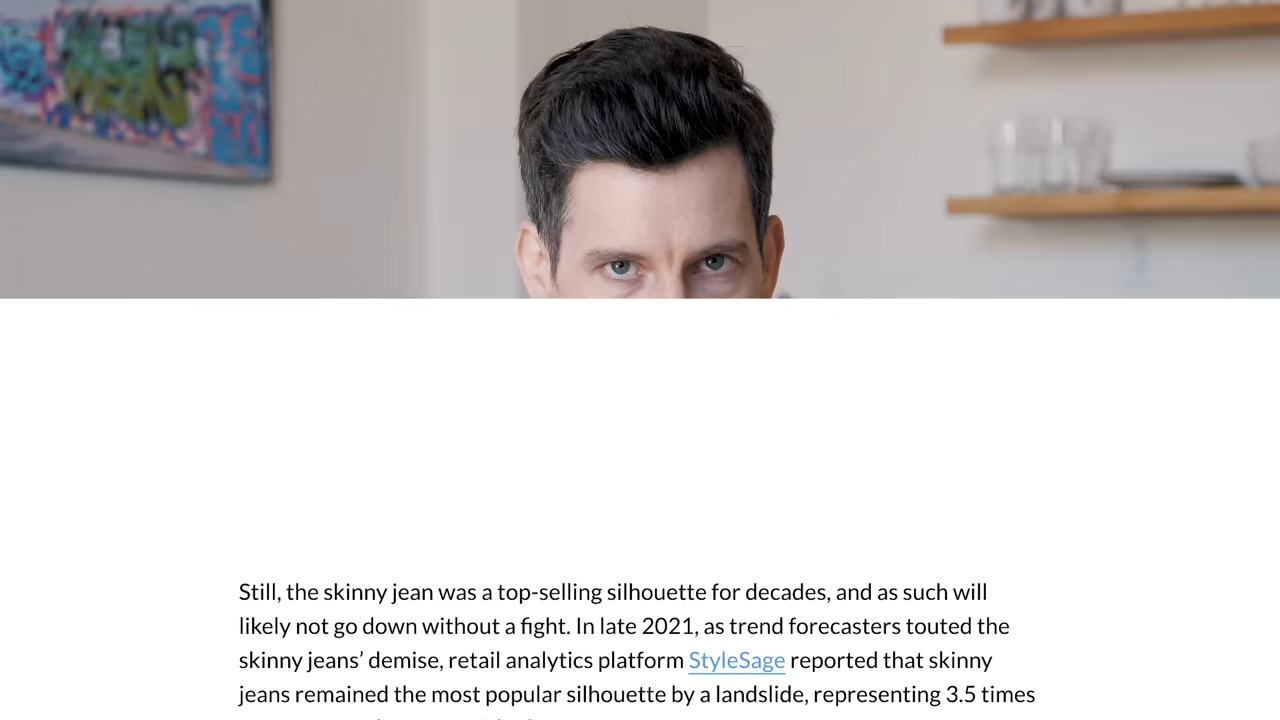 Still, the skinny jean was a top-selling silhouette for decades, and as such will
likely not go down without a fight. In late 2021, as trend forecasters touted the
skinny jeans’ demise, retail analytics platform StyleSage reported that skinny
jeans remained the most popular silhouette by a landslide, representing 3.5 times